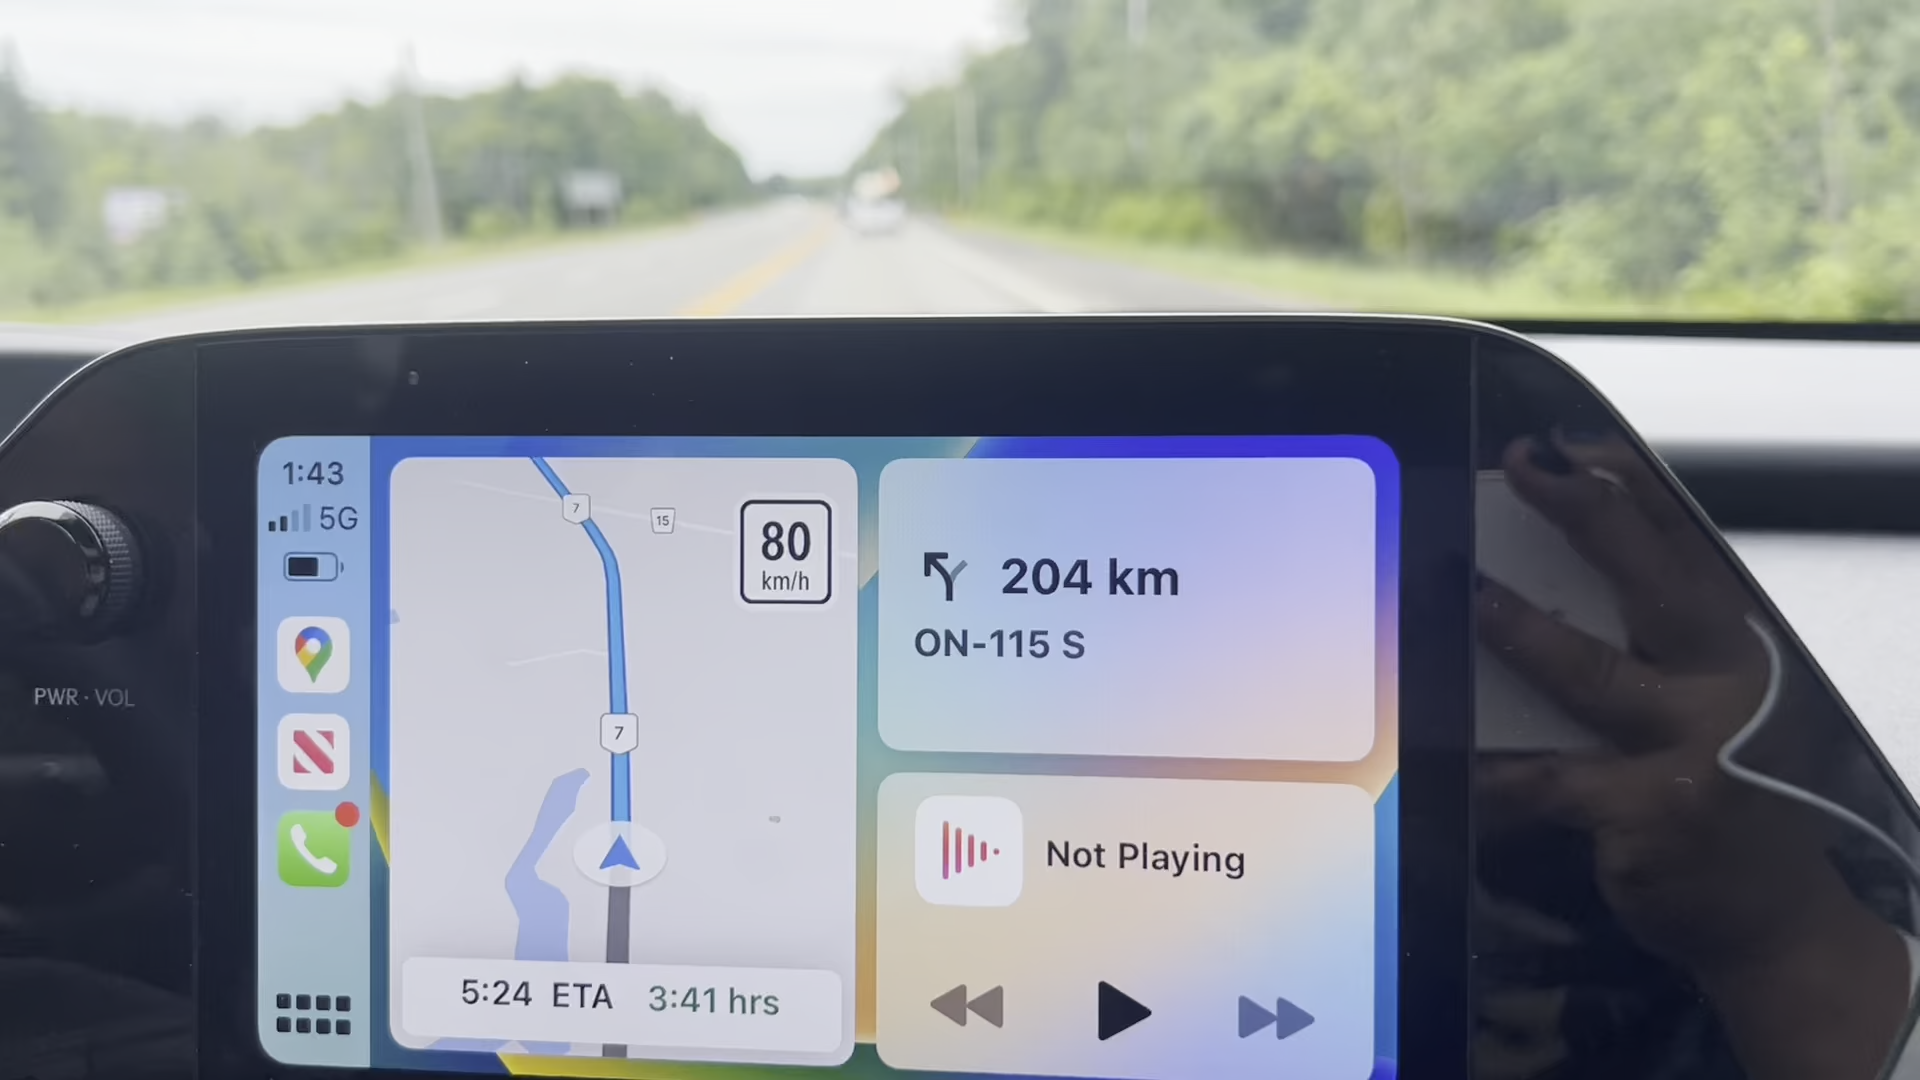 1:43
5G
7
15
80
km/h
7
5:24 ETA 3:41 hrs
204 km
ON-115 S
Not Playing
PWR · VOL